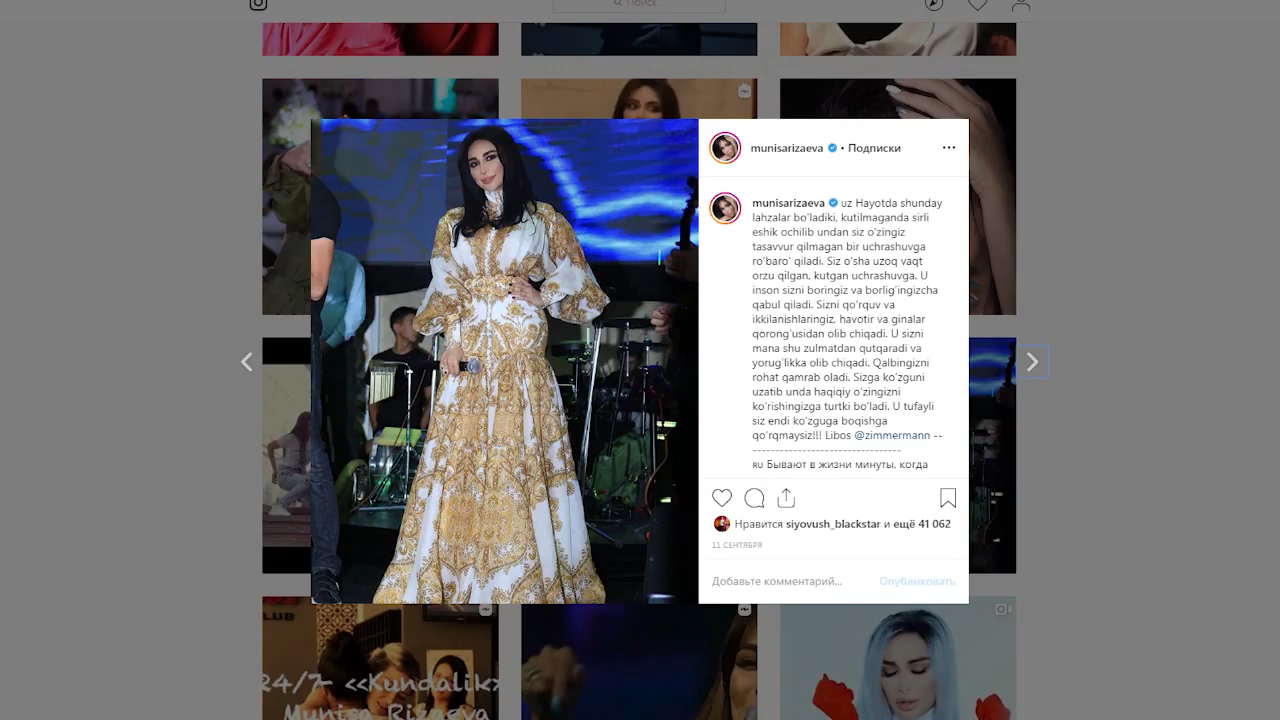 Поиск
munisarizaeva • Подписки
munisarizaeva uz Hayotda shunday
lahzalar bo'ladiki, kutilmaganda sirli
eshik ochilib undan siz o'zingiz
tasavvur qilmagan bir uchrashuvga
ro'baro' qiladi. Siz o'sha uzoq vaqt
orzu qilgan, kutgan uchrashuvga. U
inson sizni boringiz va borlig'ingizcha
qabul qiladi. Sizni qo'rquv va
ikkilanishlaringiz, havotir va ginalar
qorong'usidan olib chiqadi. U sizni
mana shu zulmatdan qutqaradi va
yorug'likka olib chiqadi. Qalbingizni
rohat qamrab oladi. Sizga ko'zguni
uzatib unda haqiqiy o'zingizni
ko'rishingizga turtki bo'ladi. U tufayli
siz endi ko'zguga boqishga
qo'rqmaysiz!!! Libos @zimmermann --
---------------------------------
RU Бывают в жизни минуты, когда
Нравится siyovush_blackstar и ещё 41 062
11 СЕНТЯБРЯ
Добавьте комментарий... Опубликовать
LUB
24/7- <<Kundalik>
Munisa Rizaeva